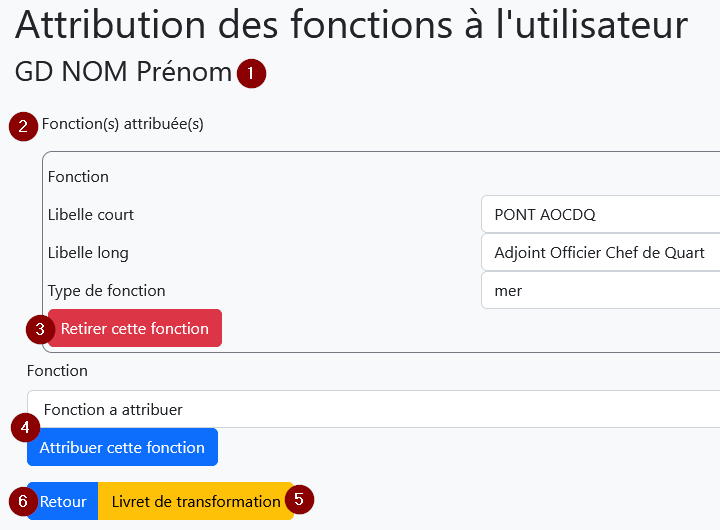 Attribution des fonctions à l'utilisateur
GD NOM Prénom 1
2 Fonction(s) attribuée(s)
Fonction
Libelle court PONT AOCDQ
Libelle long Adjoint Officier Chef de Quart
Type de fonction mer
3 Retirer cette fonction
Fonction
Fonction a attribuer
4
Attribuer cette fonction
6 Retour Livret de transformation 5